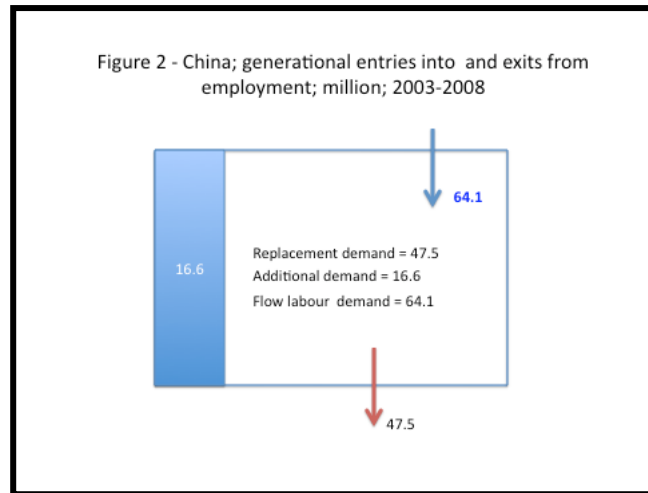 Figure 2 - China; generational entries into and exits from
employment; million; 2003-2008
64.1
16.6
Replacement demand = 47.5
Additional demand = 16.6
Flow labour demand = 64.1
47.5